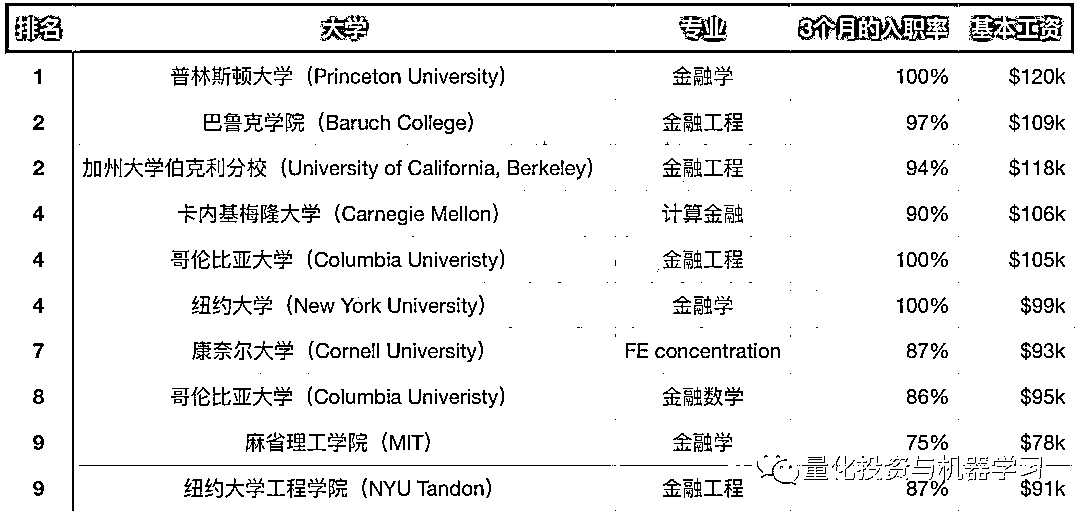 排名 大学 专业 3个月的入职率 基本工资
1 普林斯顿大学（Princeton University） 金融学 100% $120k
2 巴鲁克学院（Baruch College） 金融工程 97% $109k
2 加州大学伯克利分校（University of California, Berkeley） 金融工程 94% $118k
4 卡内基梅隆大学（Carnegie Mellon） 计算金融 90% $106k
4 哥伦比亚大学（Columbia Univeristy） 金融工程 100% $105k
4 纽约大学（New York University） 金融学 100% $99k
7 康奈尔大学（Cornell University） FE concentration 87% $93k
8 哥伦比亚大学（Columbia Univeristy） 金融数学 86% $95k
9 麻省理工学院（MIT） 金融学 75% $78k
量化投资与机器学习
9 纽约大学工程学院（NYU Tandon） 金融工程 87% $91k